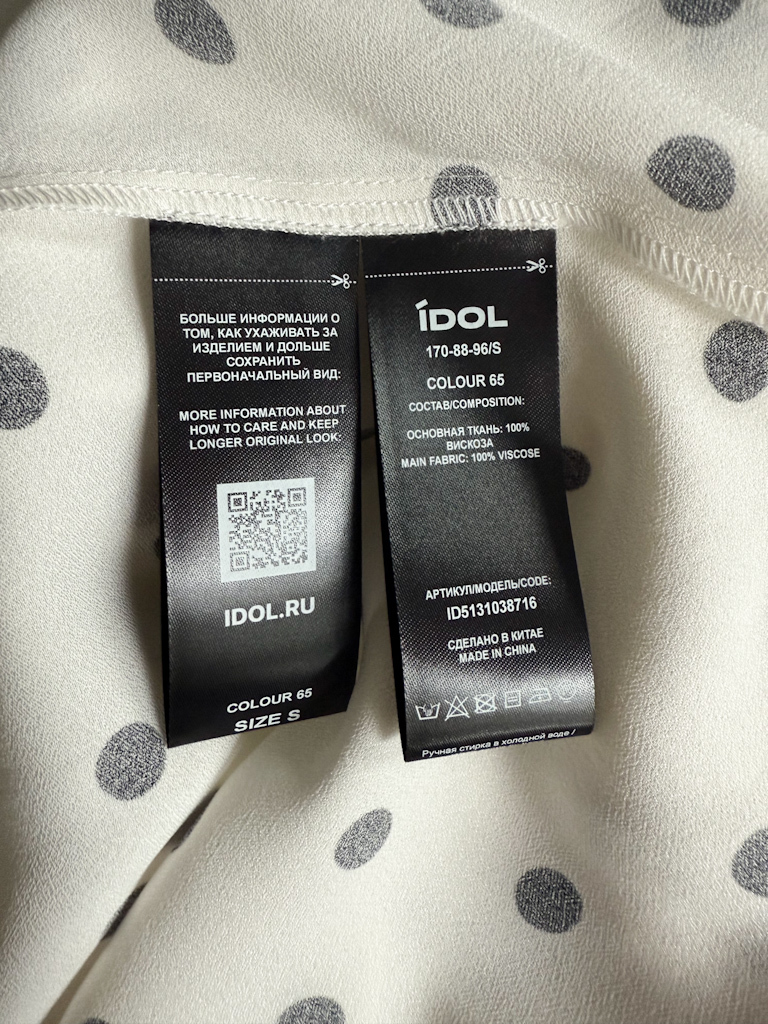 БОЛЬШЕ ИНФОРМАЦИИ О
ТОМ, КАК УХАЖИВАТЬ ЗА
ИЗДЕЛИЕМ И ДОЛЬШЕ
СОХРАНИТЬ
ПЕРВОНАЧАЛЬНЫЙ ВИД:
MORE INFORMATION ABOUT
HOW TO CARE AND KEEP
LONGER ORIGINAL LOOK:
IDOL.RU
COLOUR 65
SIZE S
ÍDOL
170-88-96/S
COLOUR 65
СОСТАВ/COMPOSITION:
ОСНОВНАЯ ТКАНЬ: 100%
ВИСКОЗА
MAIN FABRIC: 100% VISCOSE
АРТИКУЛ/МОДЕЛЬ/CODE:
ID5131038716
СДЕЛАНО В КИТАЕ
MADE IN CHINA
Ручная стирка в холодной воде /